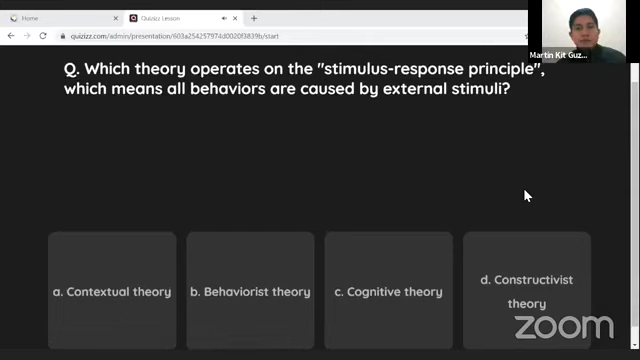 Home
Quizizz Lesson
quizizz.com/admin/presentation/603a254257974d0020f3839b/start
Martin Kit Guz...
Q. Which theory operates on the "stimulus-response principle",
which means all behaviors are caused by external stimuli?
a. Contextual theory
b. Behaviorist theory
c. Cognitive theory
d. Constructivist
theory
zoom